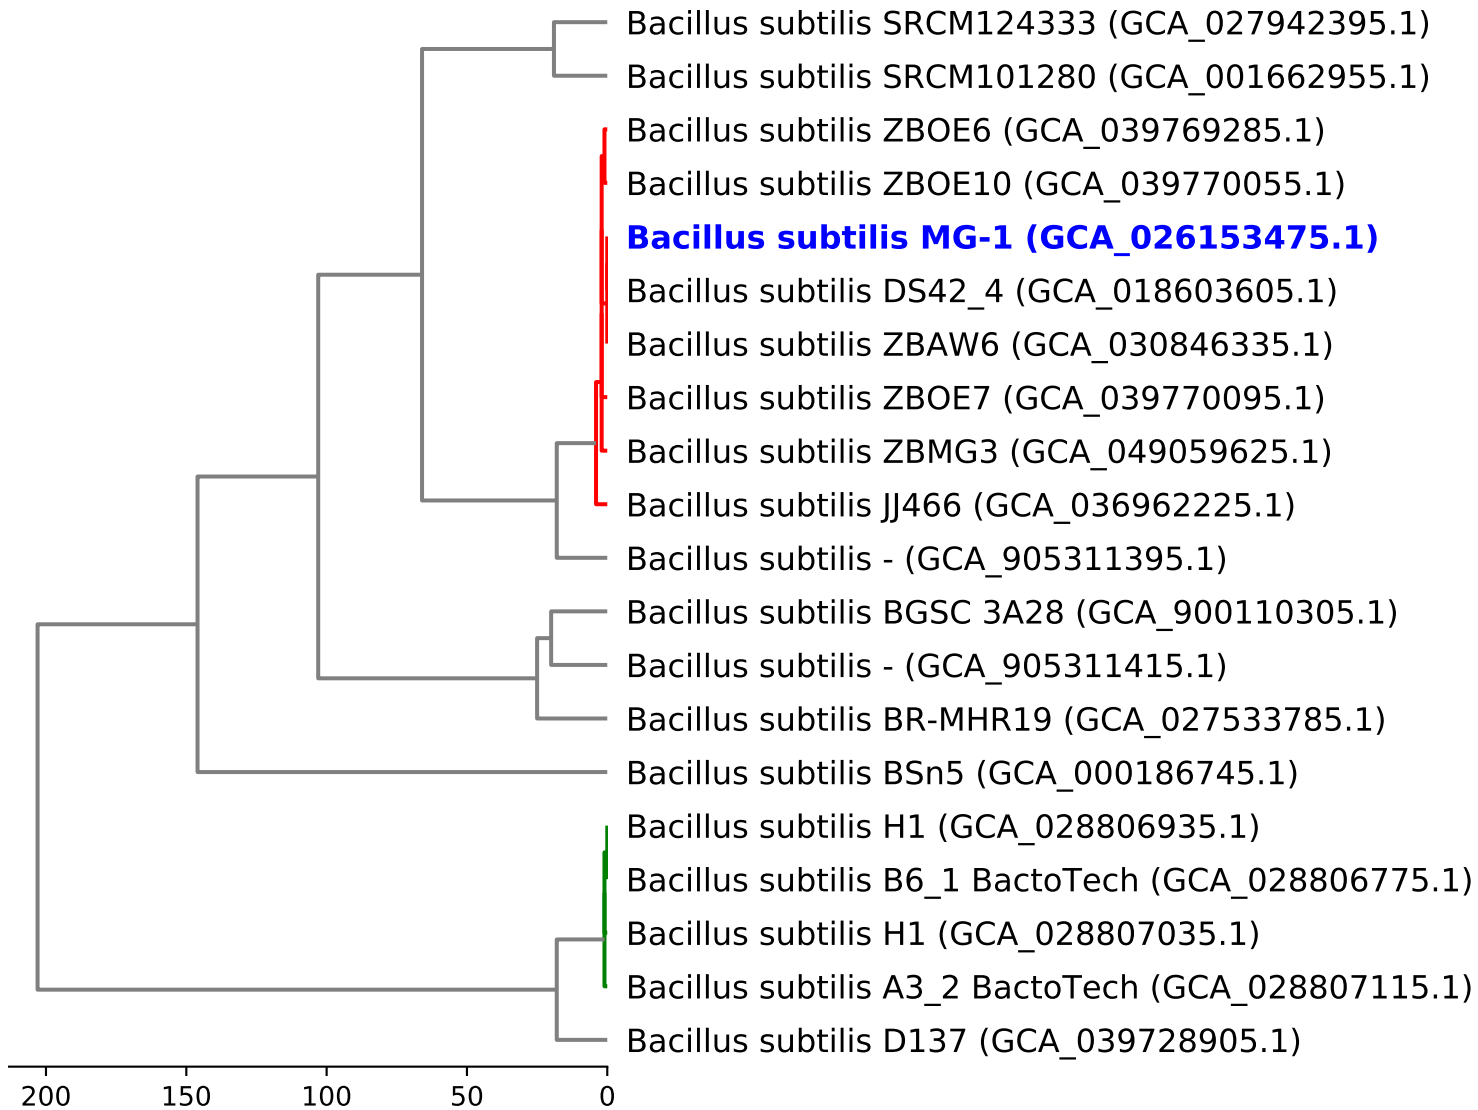 Bacillus subtilis SRCM124333 (GCA_027942395.1)
Bacillus subtilis SRCM101280 (GCA_001662955.1)
Bacillus subtilis ZBOE6 (GCA_039769285.1)
Bacillus subtilis ZBOE10 (GCA_039770055.1)
Bacillus subtilis MG-1 (GCA_026153475.1)
Bacillus subtilis DS42_4 (GCA_018603605.1)
Bacillus subtilis ZBAW6 (GCA_030846335.1)
Bacillus subtilis ZBOE7 (GCA_039770095.1)
Bacillus subtilis ZBMG3 (GCA_049059625.1)
Bacillus subtilis JJ466 (GCA_036962225.1)
Bacillus subtilis - (GCA_905311395.1)
Bacillus subtilis BGSC 3A28 (GCA_900110305.1)
Bacillus subtilis - (GCA_905311415.1)
Bacillus subtilis BR-MHR19 (GCA_027533785.1)
Bacillus subtilis BSn5 (GCA_000186745.1)
Bacillus subtilis H1 (GCA_028806935.1)
Bacillus subtilis B6_1 BactoTech (GCA_028806775.1)
Bacillus subtilis H1 (GCA_028807035.1)
Bacillus subtilis A3_2 BactoTech (GCA_028807115.1)
Bacillus subtilis D137 (GCA_039728905.1)
200 150 100 50 0